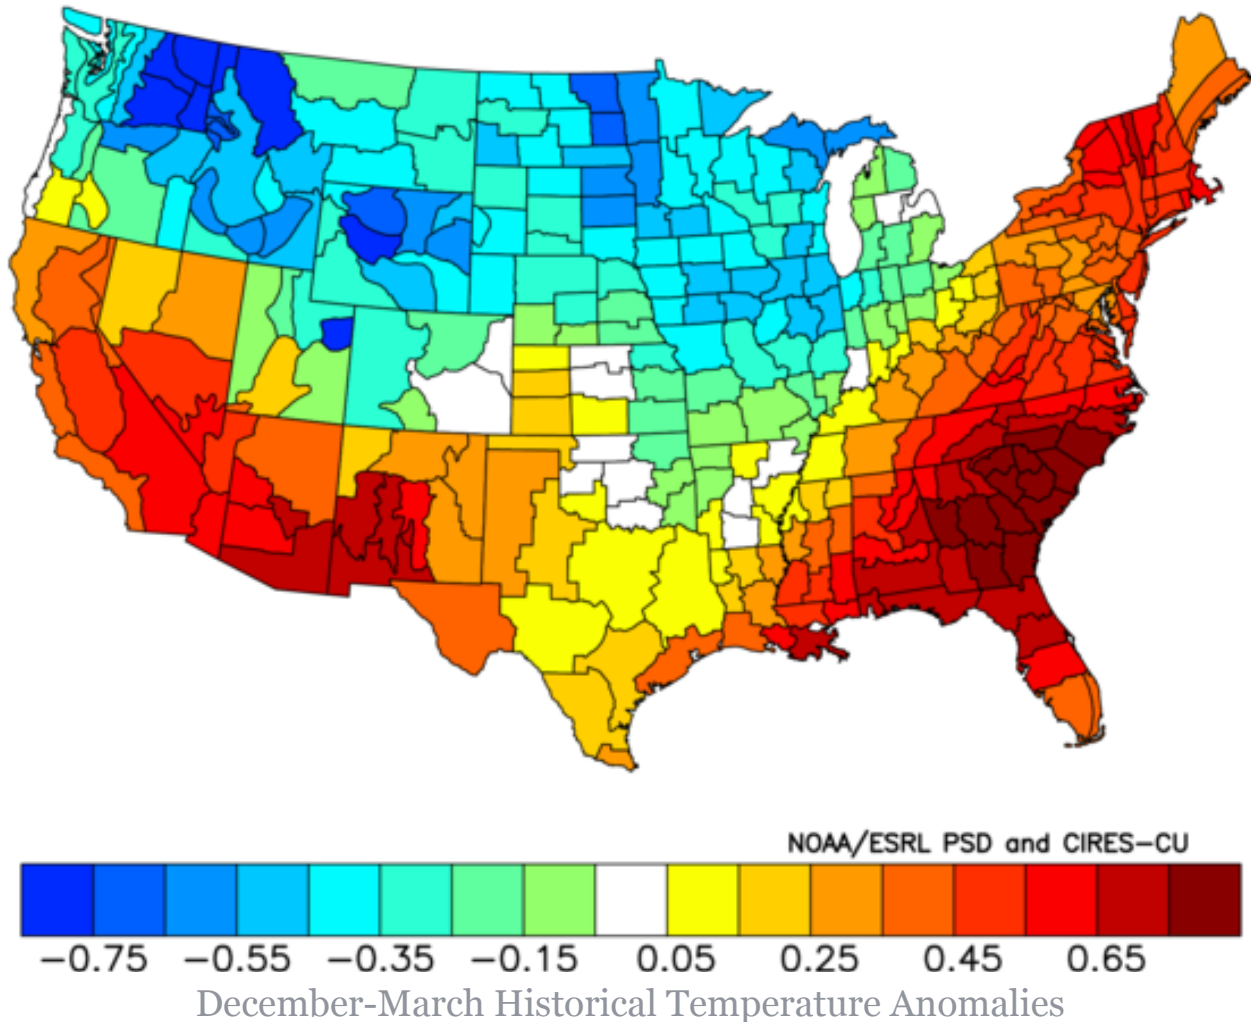 NOAA/ESRL PSD and CIRES-CU
-0.75 -0.55 -0.35 -0.15 0.05 0.25 0.45 0.65
December-March Historical Temperature Anomalies